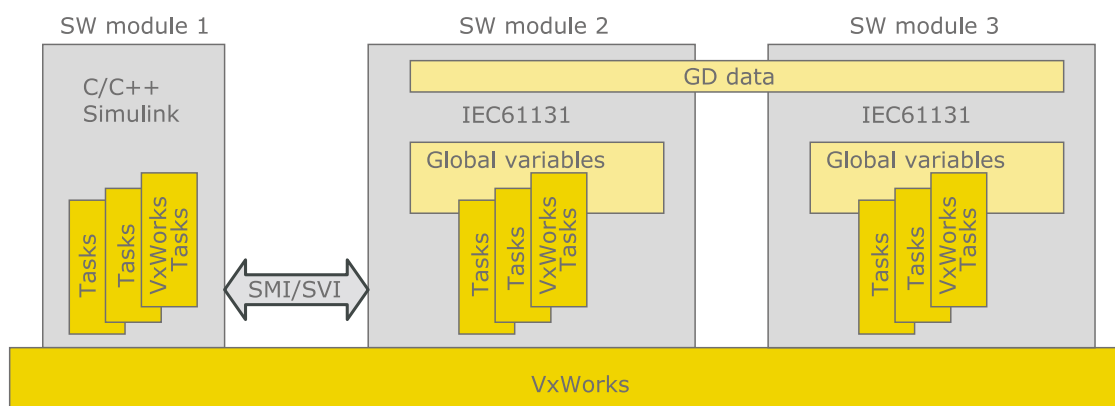 SW module 1
SW module 2
SW module 3
C/C++
Simulink
GD data
IEC61131
IEC61131
Global variables
Global variables
Tasks
Tasks
VxWorks
Tasks
SMI/SVI
Tasks
Tasks
VxWorks
Tasks
Tasks
Tasks
VxWorks
Tasks
VxWorks